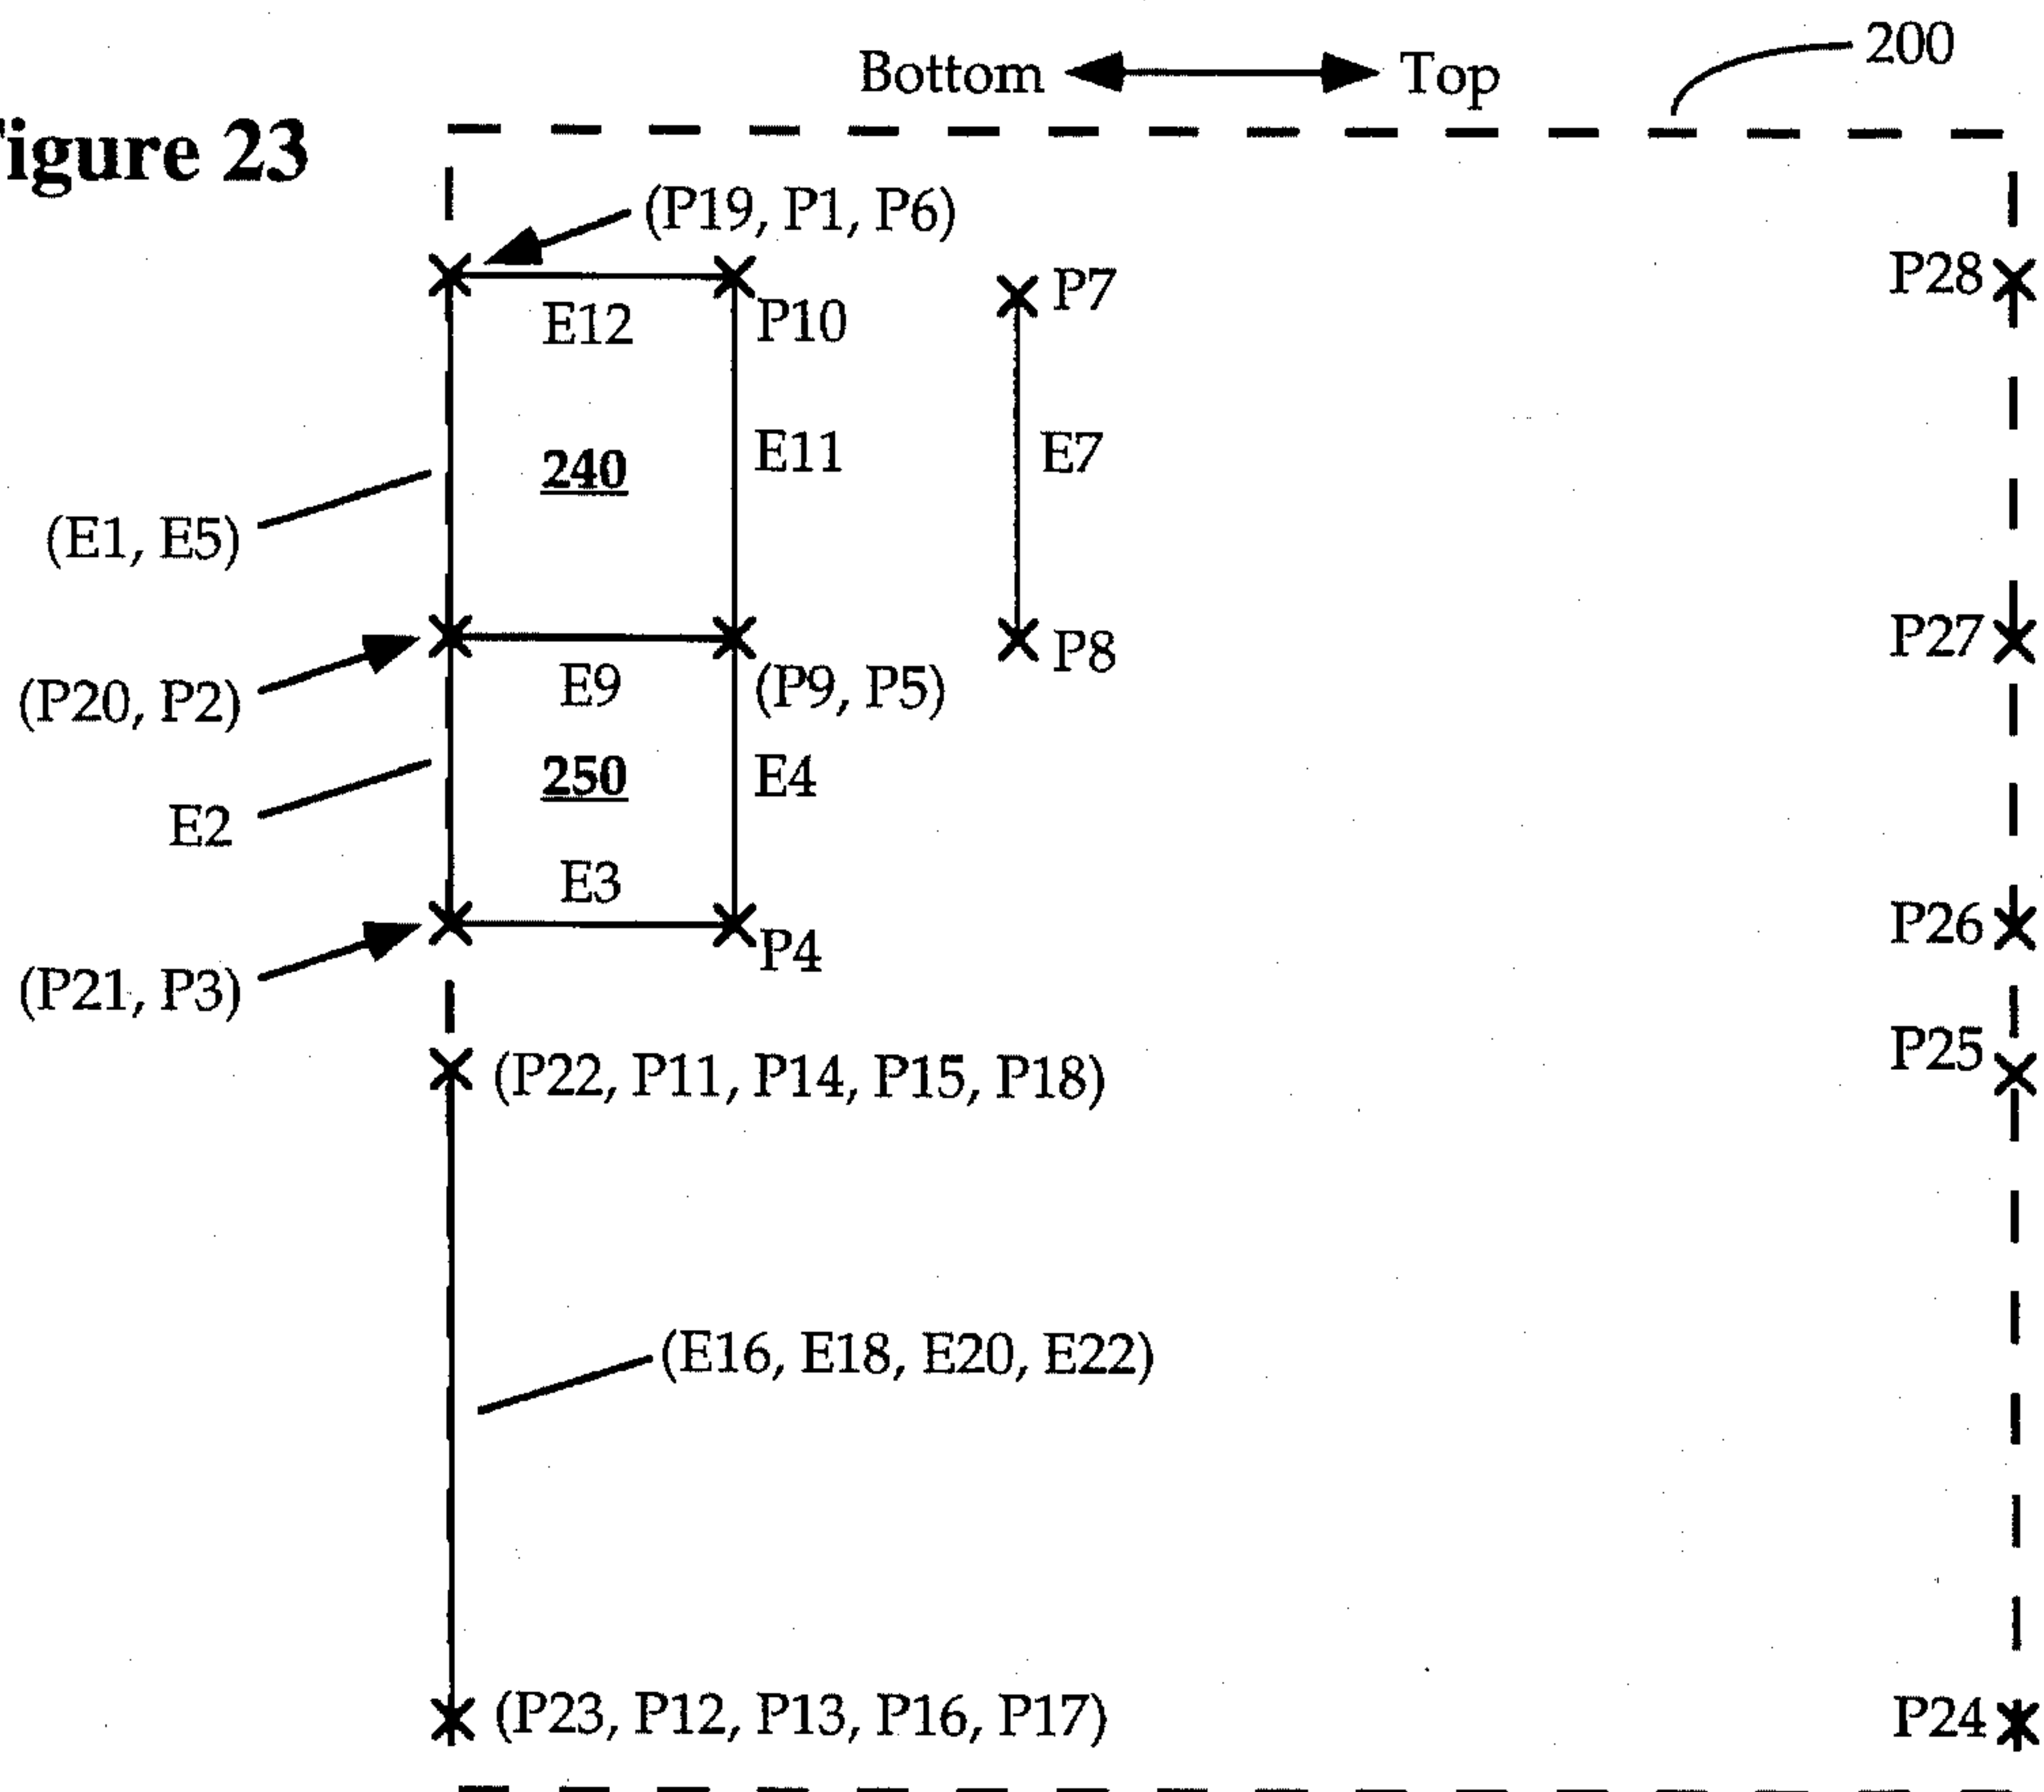 200
Bottom Top
igure 23
(P19, P1, P6)
P28
P7
E12 P10
E11 E7
240
(E1, E5)
P27
P8
E9 (P9, P5)
(P20, P2)
250 E4
E2
E3
P26
P4
(P21, P3)
P25
(P22, P11, P14, P15, P18)
(E16, E18, E20, E22)
(P23, P12, P13, P16, P17) P24